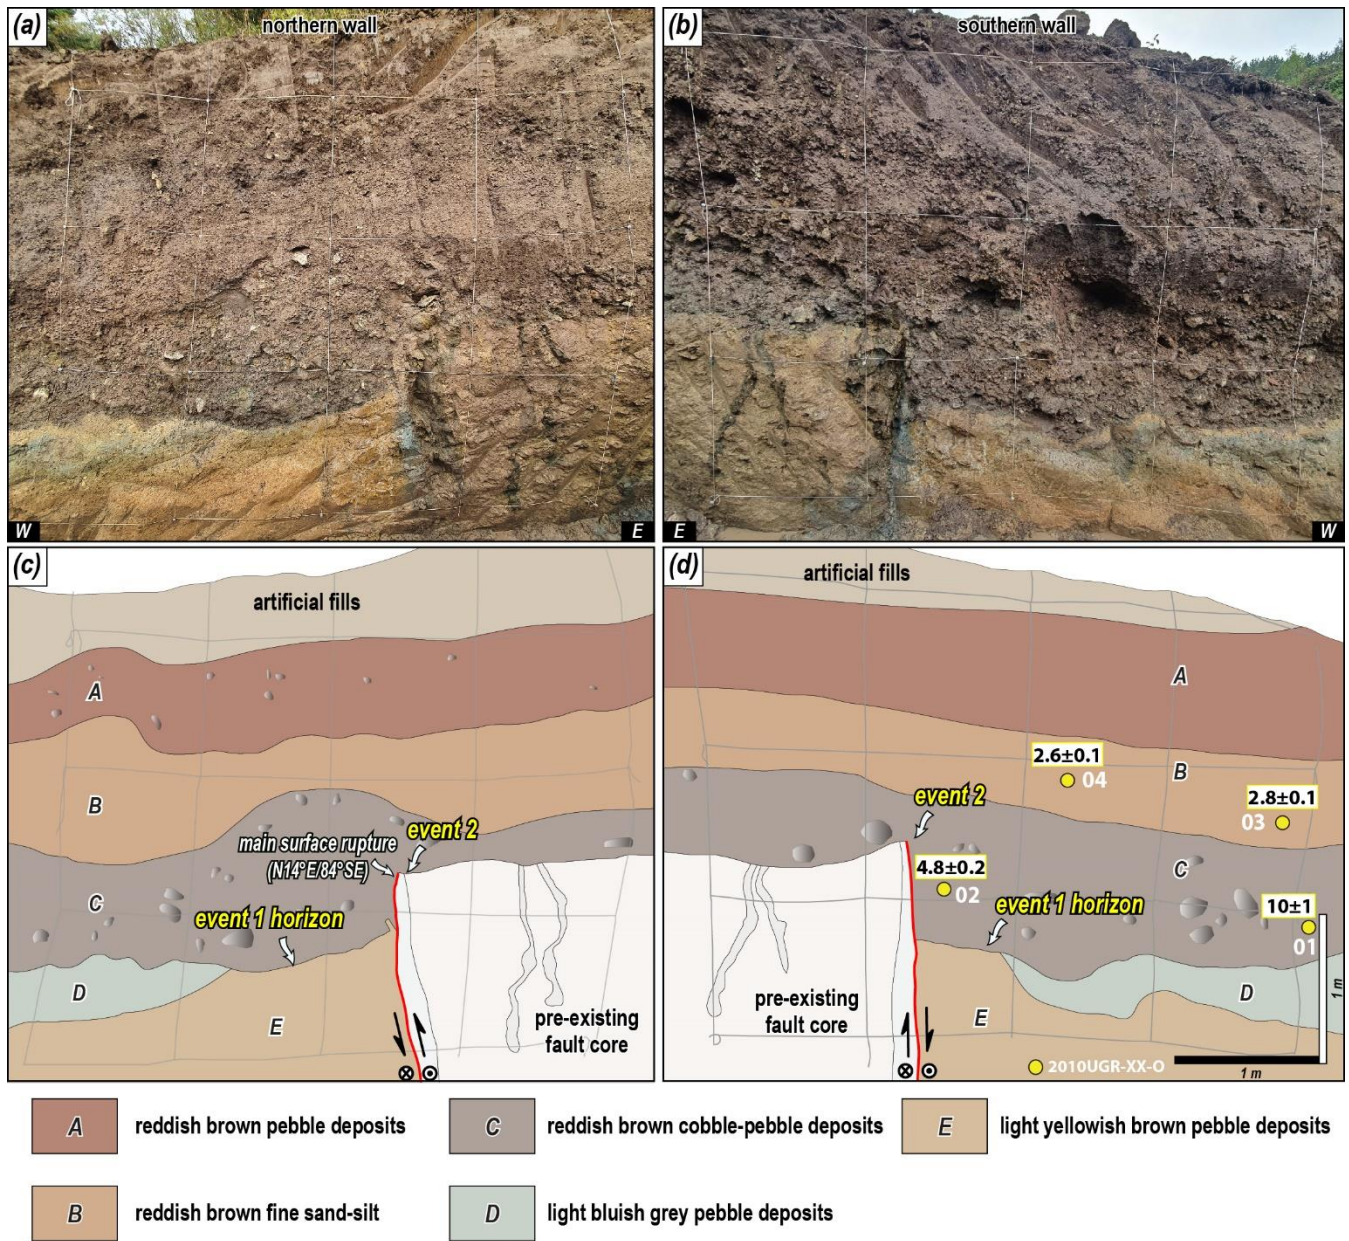 (a)
northern wall
W
E
(b)
southern wall
E
W
(c)
artificial fills
A
B
main surface rupture
(N14°E/84°SE)
event 2
C
event 1 horizon
D
E
pre-existing
fault core
(d)
artificial fills
A
2.6±0.1
04
B
2.8±0.1
03
event 2
4.8±0.2
02
C
event 1 horizon
10±1
01
pre-existing
fault core
E
D
1 m
2010UGR-XX-O
1 m
A reddish brown pebble deposits
C reddish brown cobble-pebble deposits
E light yellowish brown pebble deposits
B reddish brown fine sand-silt
D light bluish grey pebble deposits